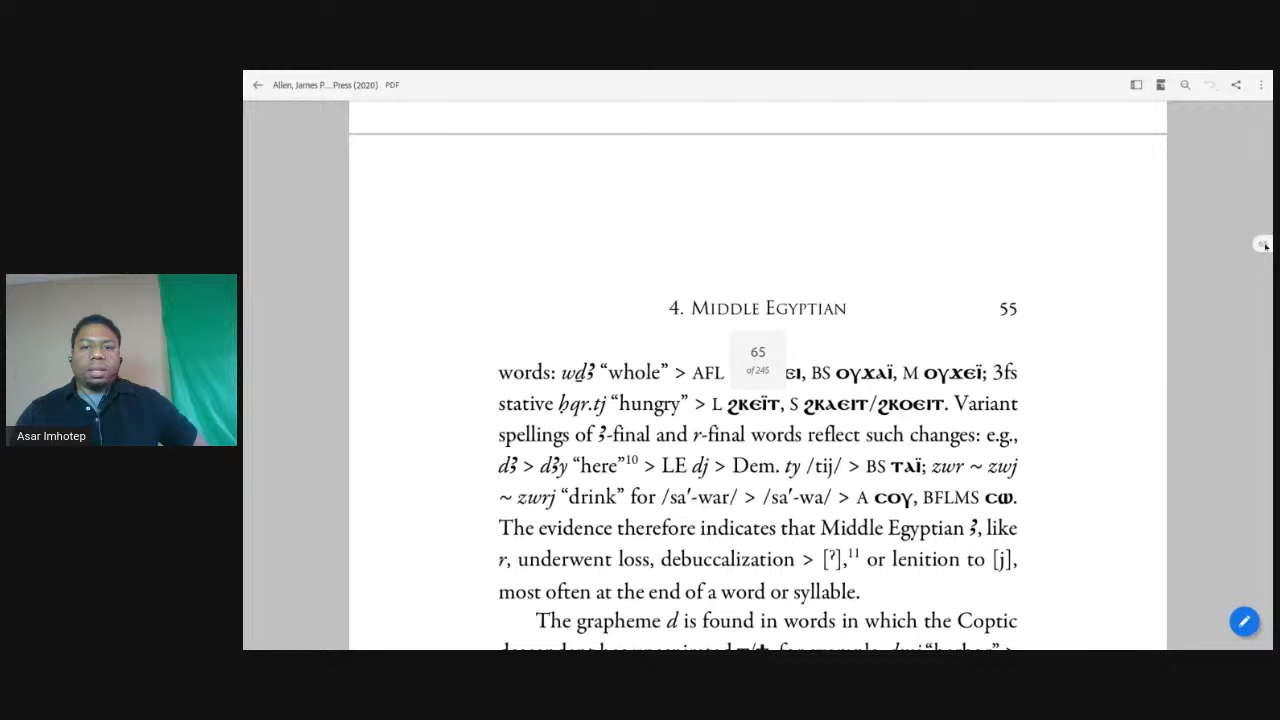 Allen, James P....Press (2020) PDF
4. Middle Egyptian 55
65
of 245
words: wḏꜣ “whole” > AFL ⲉⲓ, BS ⲟⲩϫⲁⲓ̈, M ⲟⲩϫⲉⲓ̈; 3fs
stative ḥqr.tj “hungry” > L ϩⲕⲉⲓ̈ⲧ, S ϩⲕⲁⲉⲓⲧ/ϩⲕⲟⲉⲓⲧ. Variant
spellings of ꜣ-final and r-final words reflect such changes: e.g.,
dꜣ > dꜣy “here”10 > LE dj > Dem. ty /tij/ > BS ⲧⲁⲓ̈; zwr ~ zwj
~ zwrj “drink” for /sa′-war/ > /sa′-wa/ > A ⲥⲟⲩ, BFLMS ⲥⲱ.
The evidence therefore indicates that Middle Egyptian ꜣ, like
r, underwent loss, debuccalization > [ʔ],11 or lenition to [j],
most often at the end of a word or syllable.
The grapheme d is found in words in which the Coptic
Asar Imhotep